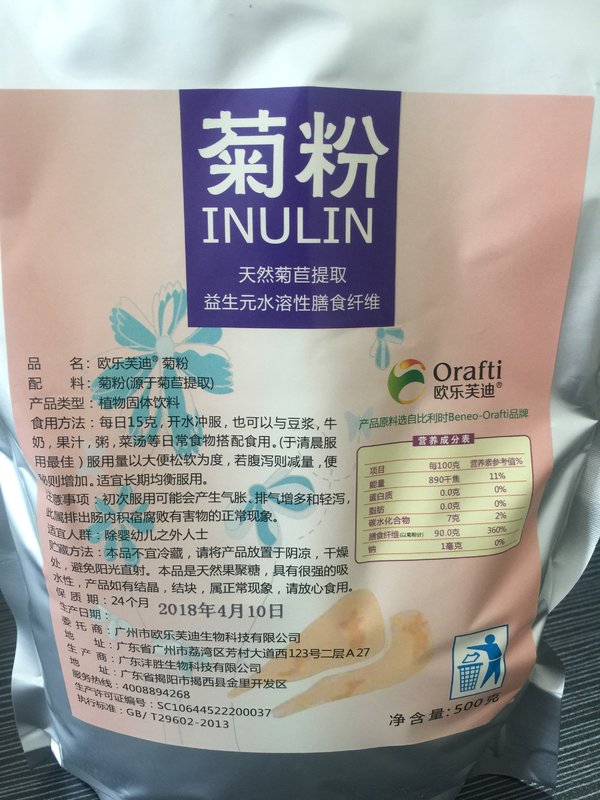 菊粉
INULIN
天然菊苣提取
益生元水溶性膳食纤维
Orafti
欧乐芙迪®
产品原料选自比利时Beneo-Orafti品牌
营养成分表
项目 每100克 营养素参考值%
能量 890千焦 11%
蛋白质 0.0克 0%
脂肪 0.0克 0%
碳水化合物 7克 2%
膳食纤维(以菊粉计) 90.0克 360%
钠 1毫克 0%
品 名：欧乐芙迪®菊粉
配 料：菊粉(源于菊苣提取)
产品类型：植物固体饮料
食用方法：每日15克，开水冲服，也可以与豆浆，牛
奶，果汁，粥，菜汤等日常食物搭配食用。(于清晨服
用最佳）服用量以大便松软为度，若腹泻则减量，便
秘则增加。适宜长期均衡服用。
注意事项：初次服用可能会产生气胀、排气增多和轻泻，
此属排出肠内积宿腐败有害物的正常现象。
适宜人群：除婴幼儿之外人士
贮藏方法：本品不宜冷藏，请将产品放置于阴凉，干燥
处，避免阳光直射。本品是天然果聚糖，具有很强的吸
水性，产品如有结晶，结块，属正常现象，请放心食用。
保 质 期：24个月
生产日期： 2018年4月10日
委 托 商：广州市欧乐芙迪生物科技有限公司
地 址：广东省广州市荔湾区芳村大道西123号二层A27
生 产 商：广东沣胜生物科技有限公司
地 址：广东省揭阳市揭西县金里开发区
服务热线：4008894268
生产许可证编号：SC10644522200037
执行标准：GB/T29602-2013
净含量:500克